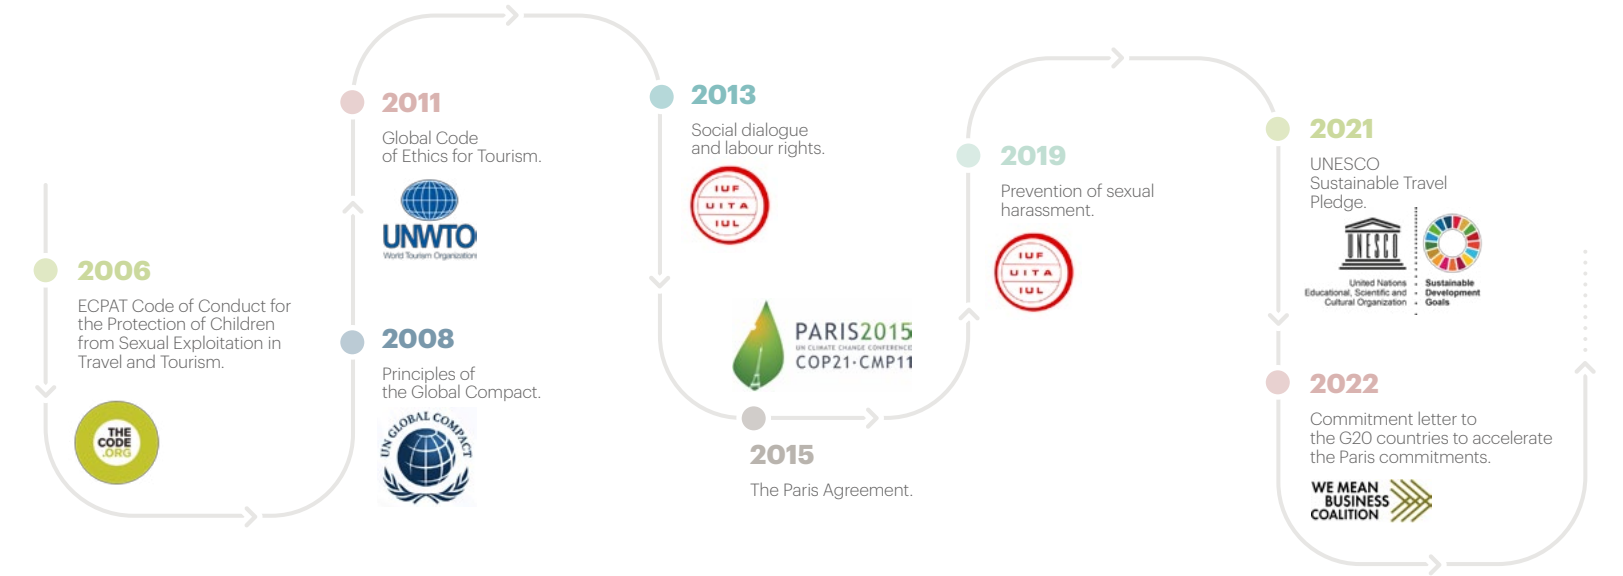 2006
ECPAT Code of Conduct for
the Protection of Children
from Sexual Exploitation in
Travel and Tourism.
THE
CODE
.ORG
2008
Principles of
the Global Compact.
UN GLOBAL COMPACT
2011
Global Code
of Ethics for Tourism.
UNWTO
World Tourism Organization
2013
Social dialogue
and labour rights.
IUF
UITA
IUL
PARIS2015
UN CLIMATE CHANGE CONFERENCE
COP21·CMP11
2015
The Paris Agreement.
2019
Prevention of sexual
harassment.
IUF
UITA
IUL
2021
UNESCO
Sustainable Travel
Pledge.
UNESCO
United Nations
Educational, Scientific and
Cultural Organization
Sustainable
Development
Goals
2022
Commitment letter to
the G20 countries to accelerate
the Paris commitments.
WE MEAN
BUSINESS
COALITION